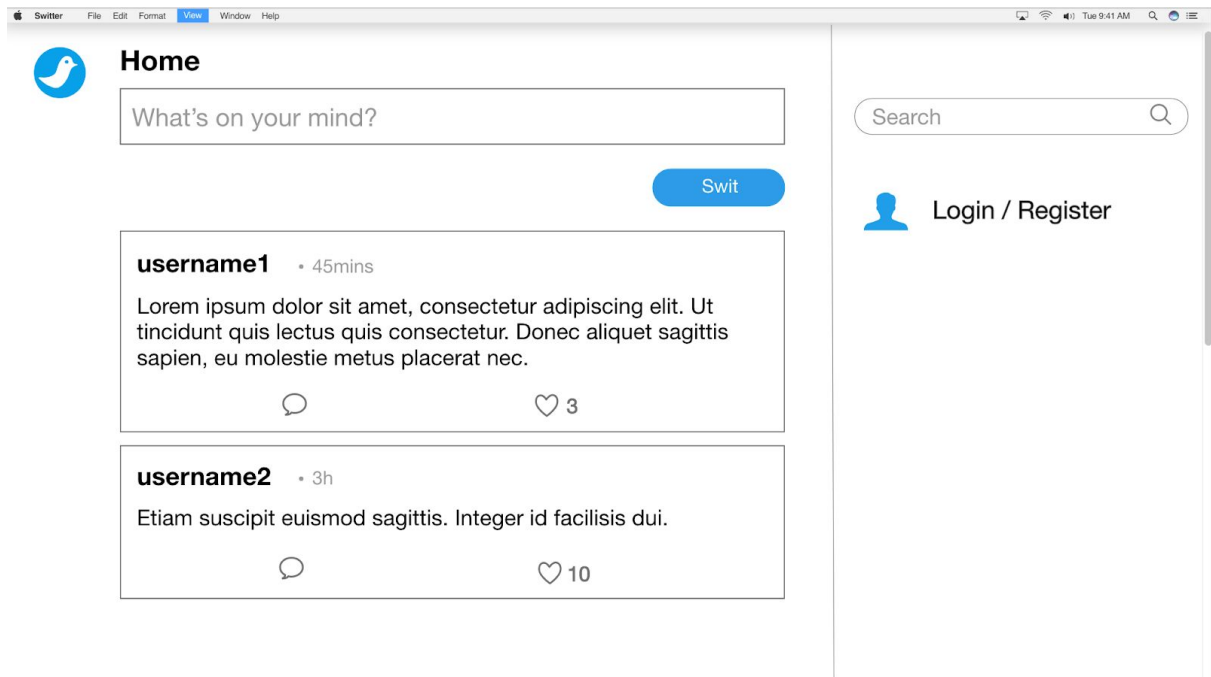 Switter File Edit Format View Window Help Tue 9:41 AM
Home
What’s on your mind?
Swit
username1 • 45mins
Lorem ipsum dolor sit amet, consectetur adipiscing elit. Ut
tincidunt quis lectus quis consectetur. Donec aliquet sagittis
sapien, eu molestie metus placerat nec.
3
username2 • 3h
Etiam suscipit euismod sagittis. Integer id facilisis dui.
10
Search
Login / Register